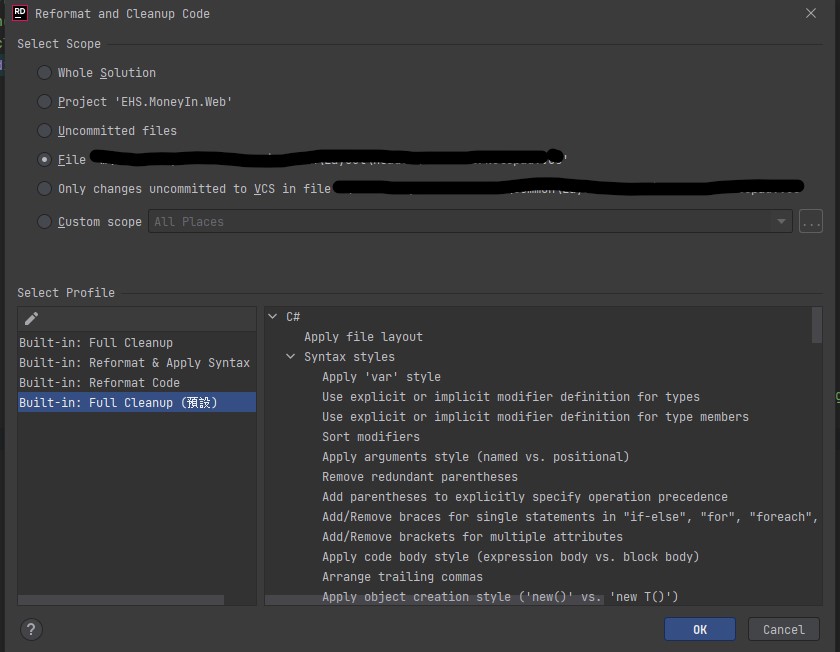 RD
Reformat and Cleanup Code
Select Scope
Whole Solution
Project 'EHS.MoneyIn.Web'
Uncommitted files
File
Only changes uncommitted to VCS in file
Custom scope All Places ...
Select Profile
Built-in: Full Cleanup
Built-in: Reformat & Apply Syntax
Built-in: Reformat Code
Built-in: Full Cleanup (預設)
C#
Apply file layout
Syntax styles
Apply 'var' style
Use explicit or implicit modifier definition for types
Use explicit or implicit modifier definition for type members
Sort modifiers
Apply arguments style (named vs. positional)
Remove redundant parentheses
Add parentheses to explicitly specify operation precedence
Add/Remove braces for single statements in "if-else", "for", "foreach",
Add/Remove brackets for multiple attributes
Apply code body style (expression body vs. block body)
Arrange trailing commas
Apply object creation style ('new()' vs. 'new T()')
?
OK
Cancel